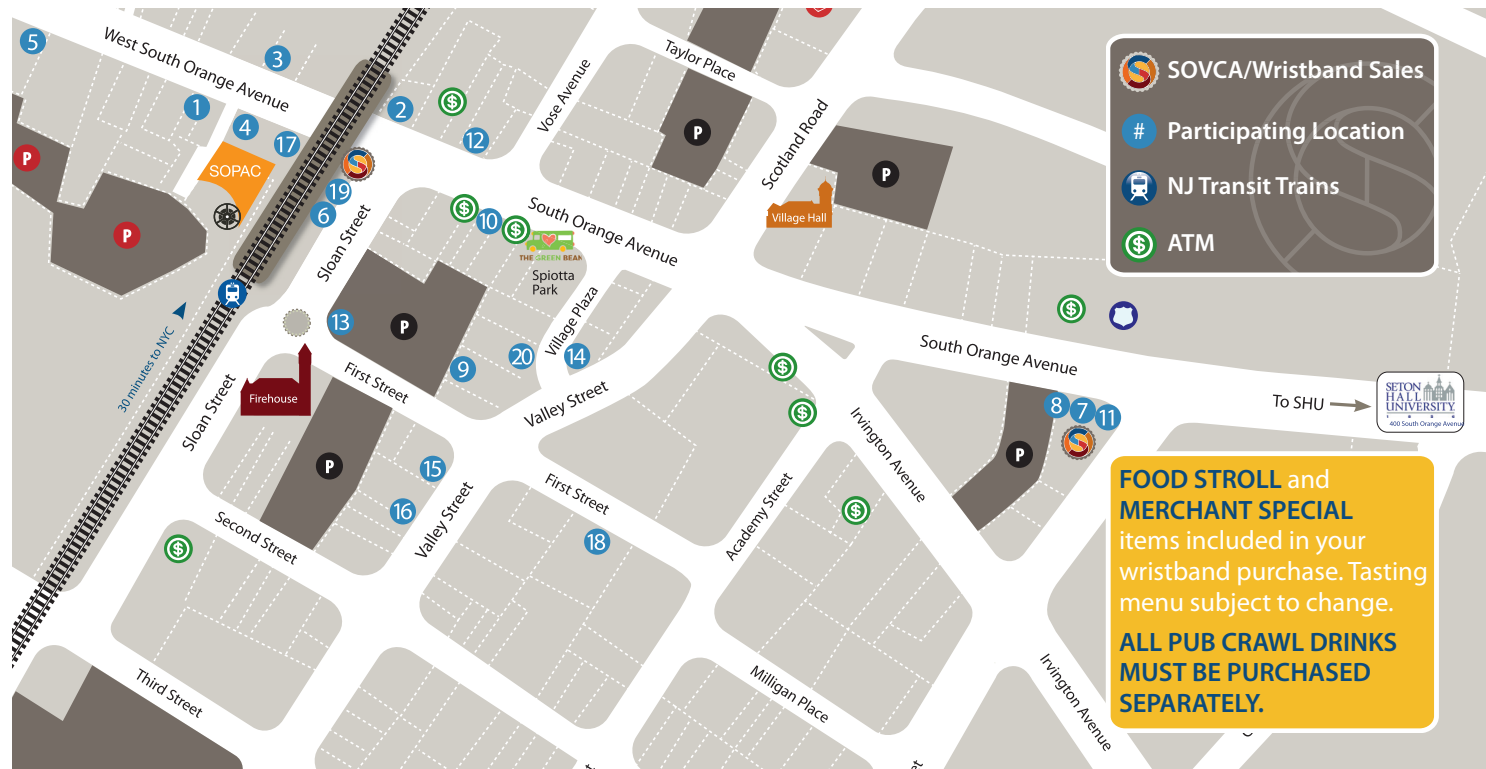 5
West South Orange Avenue
3
1
4
17
SOPAC
P
P
2
$
12
Vose Avenue
Taylor Place
P
Scotland Road
P
Village Hall
S
19
6
Sloan Street
$
10
$
South Orange Avenue
THE GREEN BEAN
Spiotta
Park
Village Plaza
30 minutes to NYC
13
P
9
20
14
First Street
Valley Street
Firehouse
Sloan Street
P
15
16
Valley Street
Second Street
$
Third Street
First Street
18
Academy Street
$
$
$
Irvington Avenue
South Orange Avenue
$
P
8
7
11
S
To SHU
SETON
HALL
UNIVERSITY
400 South Orange Avenue
Milligan Place
Irvington Avenue
S SOVCA/Wristband Sales
# Participating Location
NJ Transit Trains
$ ATM
FOOD STROLL and
MERCHANT SPECIAL
items included in your
wristband purchase. Tasting
menu subject to change.
ALL PUB CRAWL DRINKS
MUST BE PURCHASED
SEPARATELY.